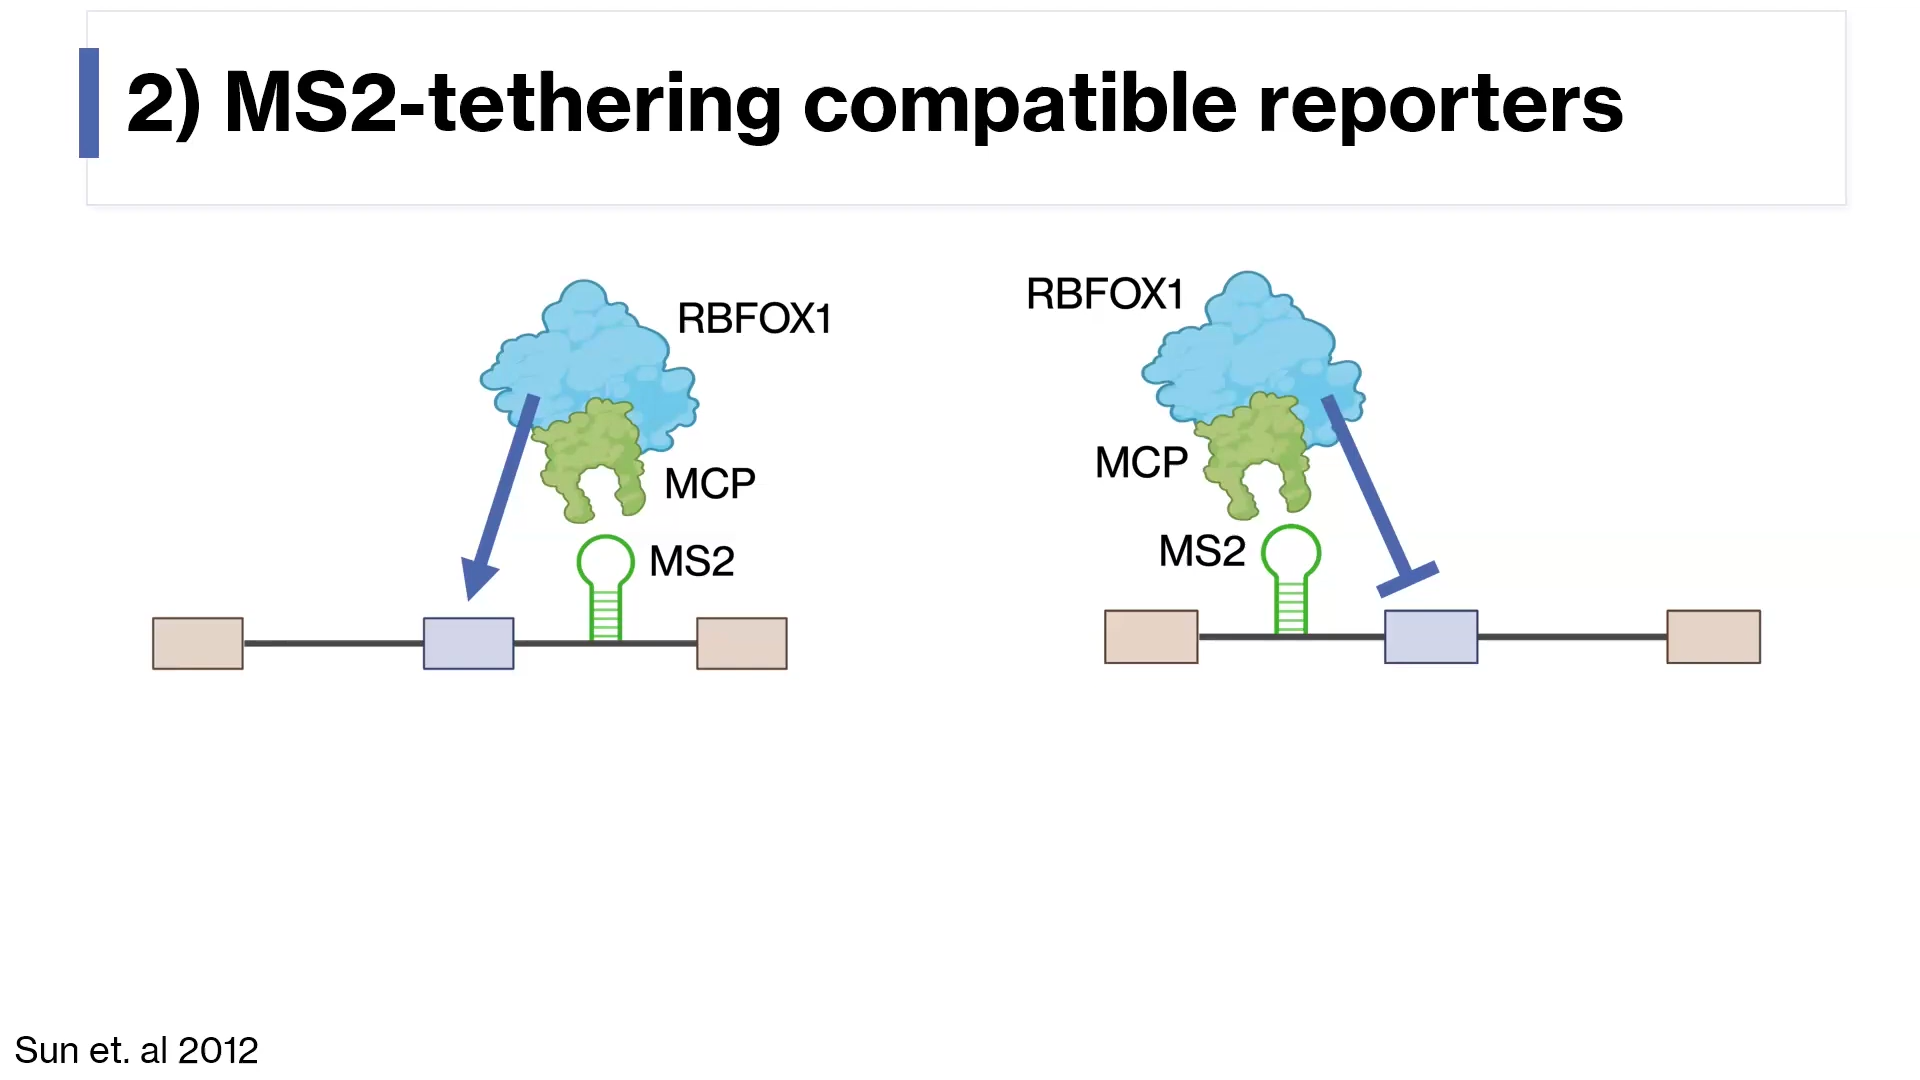 2) MS2-tethering compatible reporters
RBFOX1
MCP
MS2
RBFOX1
MCP
MS2
Sun et. al 2012